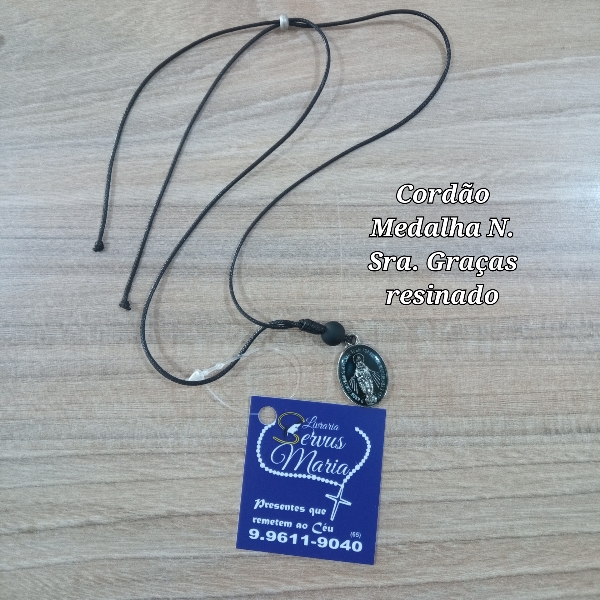 Cordão
Medalha N.
Sra. Graças
resinado
Livraria
Servus
Maria
Presentes que
remetem ao Céu
(65)
9.9611-9040